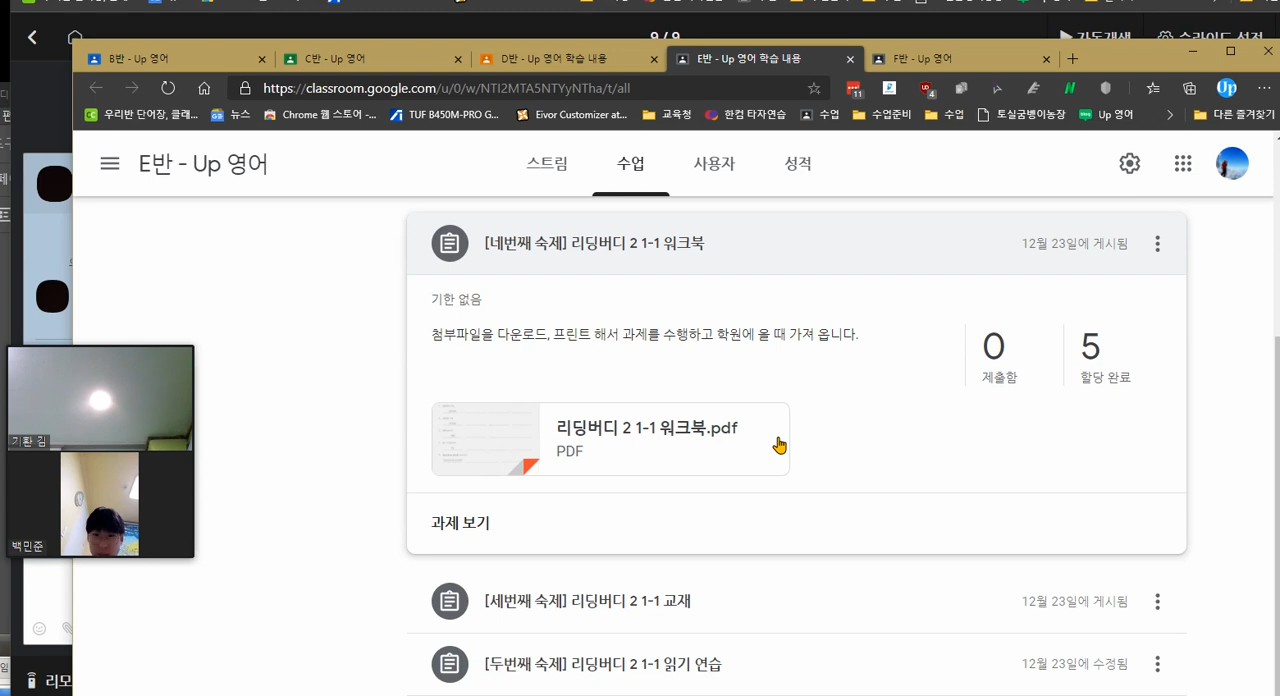 9 / 9
B반 - Up 영어
C반 - Up 영어
D반 - Up 영어 학습 내용
E반 - Up 영어 학습 내용
F반 - Up 영어
https://classroom.google.com/u/0/w/NTI2MTA5NTYyNTha/t/all
11
4
Up
우리반 단어장, 클래...
뉴스
Chrome 웹 스토어 -...
TUF B450M-PRO G...
Eivor Customizer at...
교육청
한컴 타자연습
수업
수업준비
수업
토실궁뱅이농장
Up 영어
다른 즐겨찾기
E반 - Up 영어
스트림
수업
사용자
성적
[네번째 숙제] 리딩버디 2 1-1 워크북
12월 23일에 게시됨
기한 없음
첨부파일을 다운로드, 프린트 해서 과제를 수행하고 학원에 올 때 가져 옵니다.
0
제출함
5
할당 완료
리딩버디 2 1-1 워크북.pdf
PDF
과제 보기
[세번째 숙제] 리딩버디 2 1-1 교재
12월 23일에 게시됨
[두번째 숙제] 리딩버디 2 1-1 읽기 연습
12월 23일에 수정됨
기환 김
백민준
리모